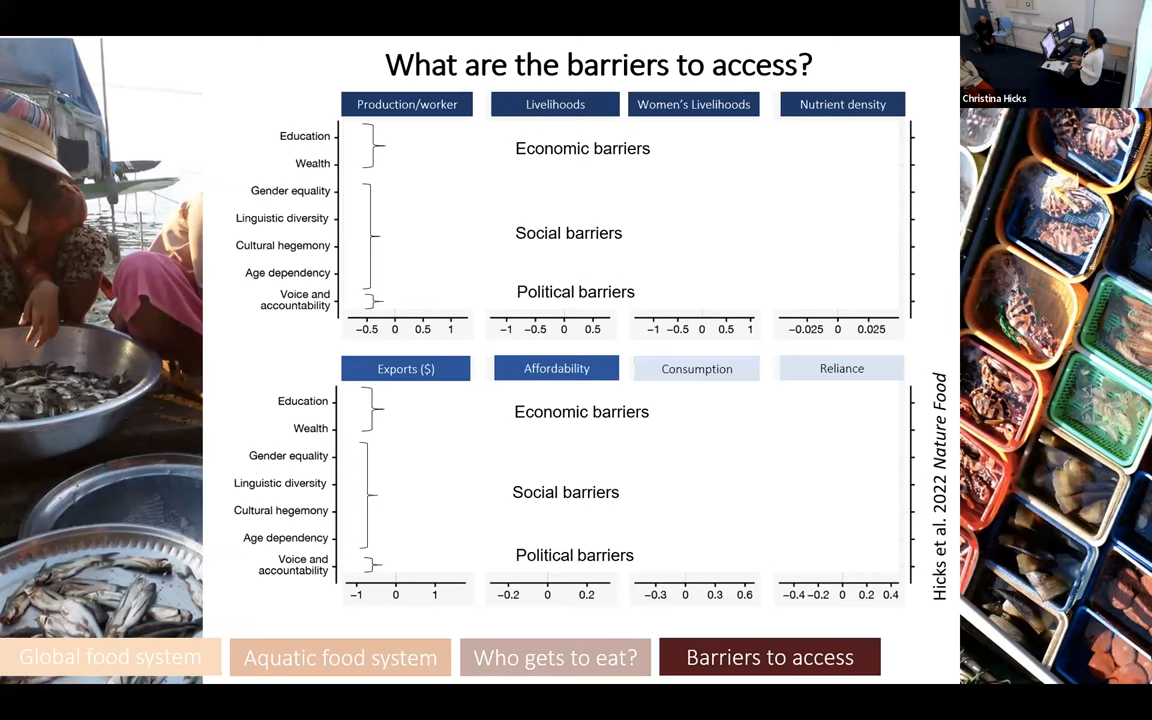 What are the barriers to access?
Christina Hicks
Production/worker
Livelihoods
Women's Livelihoods
Nutrient density
Education
Wealth
Gender equality
Linguistic diversity
Cultural hegemony
Age dependency
Voice and
accountability
Economic barriers
Social barriers
Political barriers
−0.5 0 0.5 1
−1 −0.5 0 0.5
−1 −0.5 0 0.5 1
−0.025 0 0.025
Exports ($)
Affordability
Consumption
Reliance
Education
Wealth
Gender equality
Linguistic diversity
Cultural hegemony
Age dependency
Voice and
accountability
Economic barriers
Social barriers
Political barriers
−1 0 1
−0.2 0 0.2
−0.3 0 0.3 0.6
−0.4 −0.2 0 0.2 0.4
Hicks et al. 2022 Nature Food
Global food system
Aquatic food system
Who gets to eat?
Barriers to access